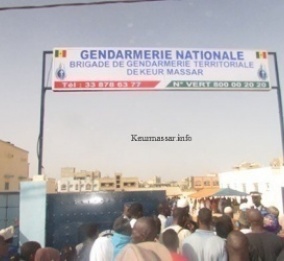 GENDARMERIE NATIONALE
BRIGADE DE GENDARMERIE TERRITORIALE
DE KEUR MASSAR
Tél : 33 878 63 77
N° VERT 800 00 20 20
Keurmassar.info